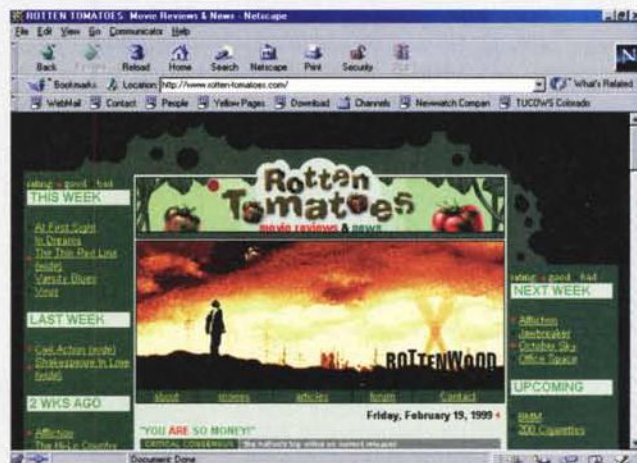 ROTTEN TOMATOES: Movie Reviews & News - Netscape
File Edit View Go Communicator Help
Back Reload Home Search Netscape Print Security
Bookmarks Location: http://www.rotten-tomatoes.com/ What's Related
WebMail Contact People Yellow Pages Download Channels Newwatch Compan TUCOWS Colorado
rating: good bad
THIS WEEK
At First Sight
In Dreams
The Thin Red Line
(wide)
Varsity Blues
Virus
LAST WEEK
Civil Action (wide)
Shakespeare In Love
(wide)
2 WKS AGO
Affliction
The Hi-Lo Country
Rotten
Tomatoes
movie reviews & news
ROTTENWOOD
about movies articles forum Contact
Friday, February 19, 1999
"YOU ARE SO MONEY!"
CRITICAL CONSENSUS the nation's top critics on current releases
rating: good bad
NEXT WEEK
Affliction
Jawbreaker
October Sky
Office Space
UPCOMING
8MM
200 Cigarettes
Document: Done